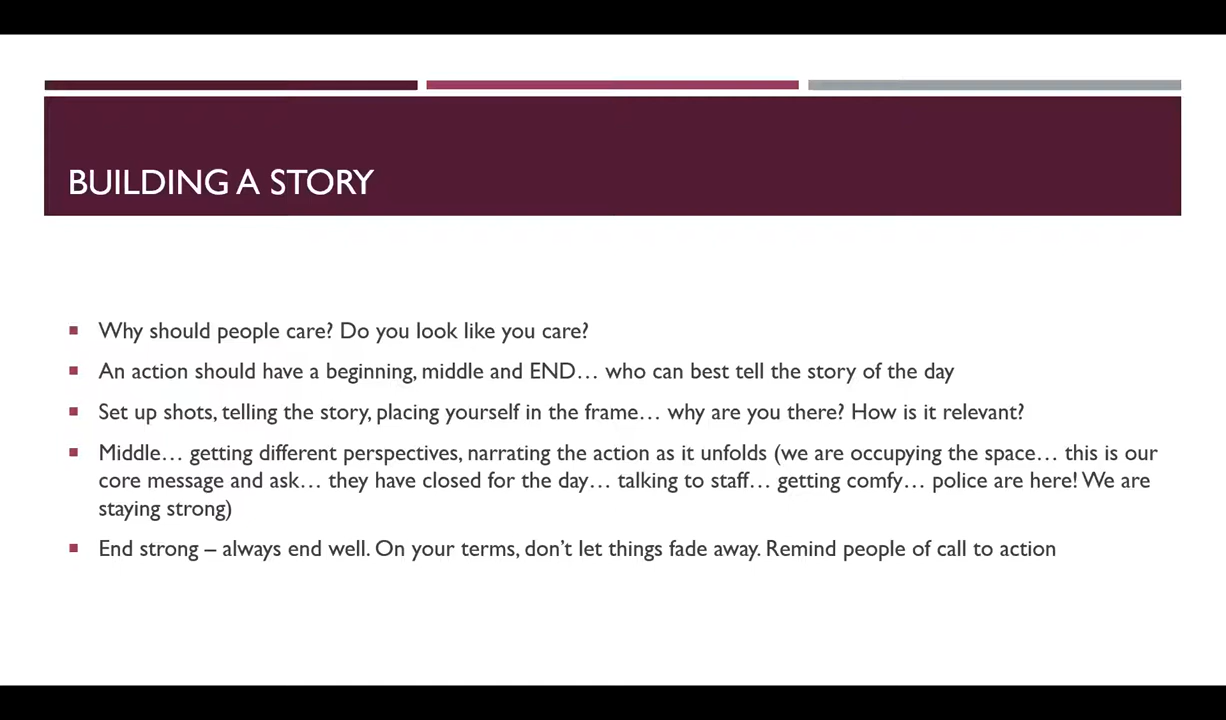 BUILDING A STORY
Why should people care? Do you look like you care?
An action should have a beginning, middle and END… who can best tell the story of the day
Set up shots, telling the story, placing yourself in the frame… why are you there? How is it relevant?
Middle… getting different perspectives, narrating the action as it unfolds (we are occupying the space… this is our
core message and ask… they have closed for the day… talking to staff… getting comfy… police are here! We are
staying strong)
End strong – always end well. On your terms, don’t let things fade away. Remind people of call to action